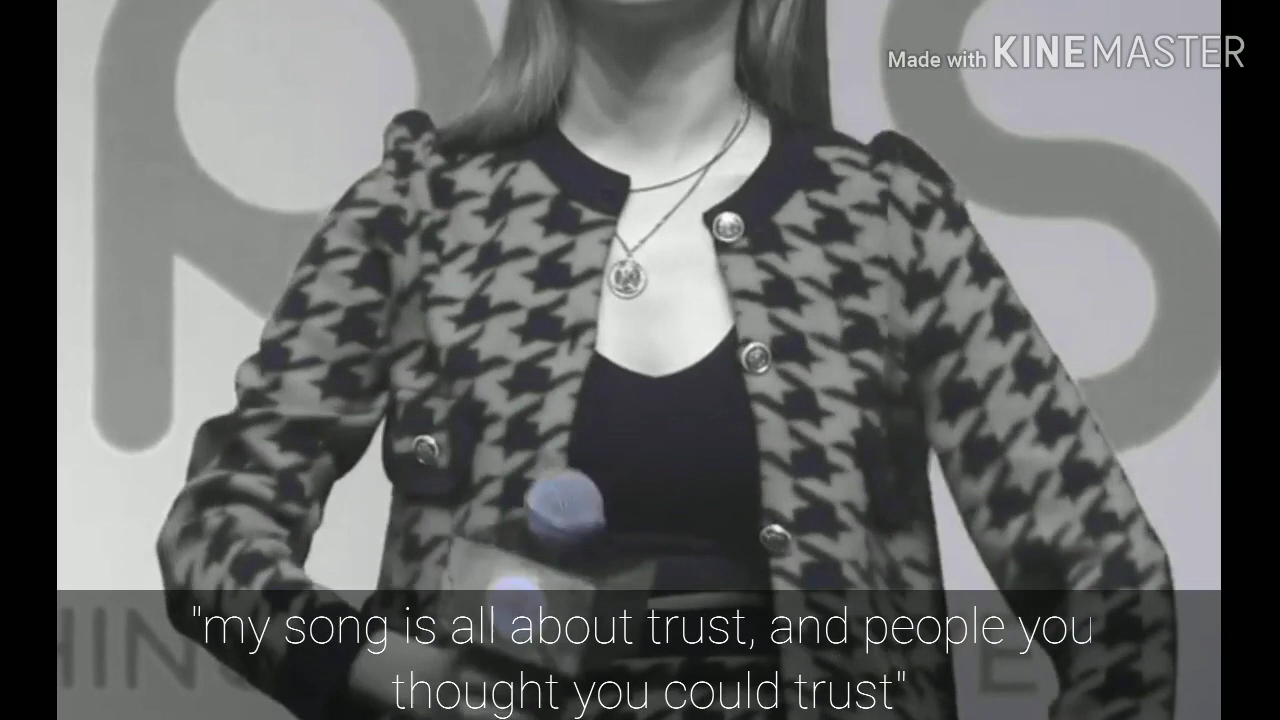 Made with KINEMASTER
"my song is all about trust, and people you
thought you could trust"